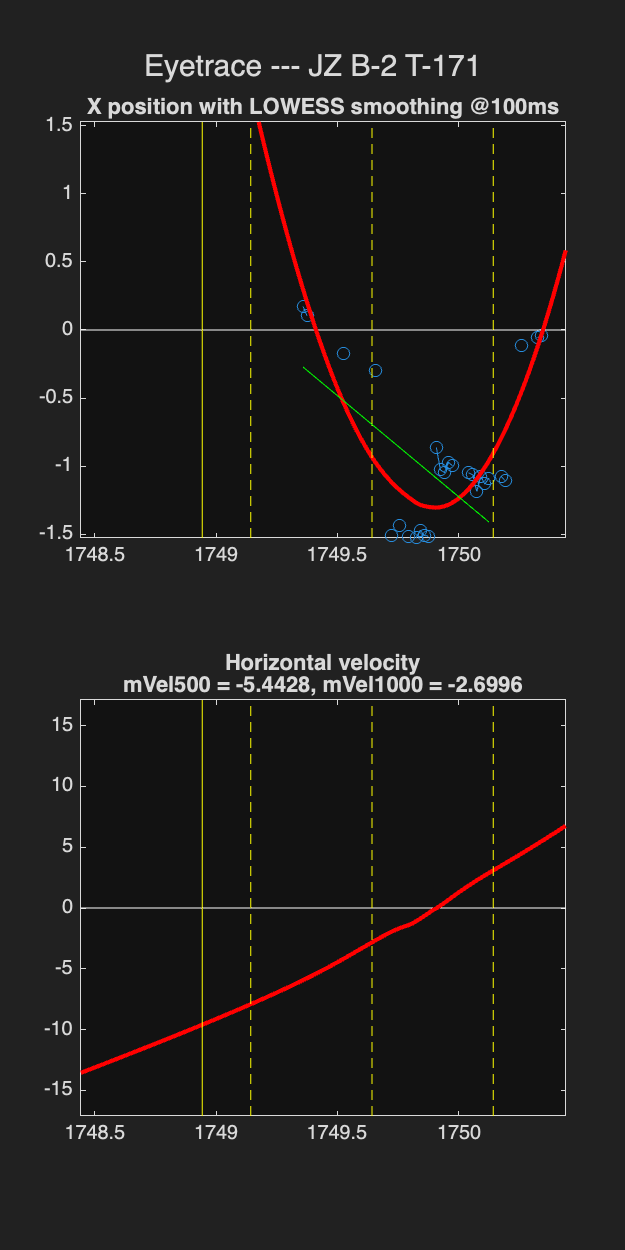 Eyetrace --- JZ B-2 T-171
X position with LOWESS smoothing @100ms
1.5
1
0.5
0
-0.5
-1
-1.5
1748.5 1749 1749.5 1750
Horizontal velocity
mVel500 = -5.4428, mVel1000 = -2.6996
15
10
5
0
-5
-10
-15
1748.5 1749 1749.5 1750